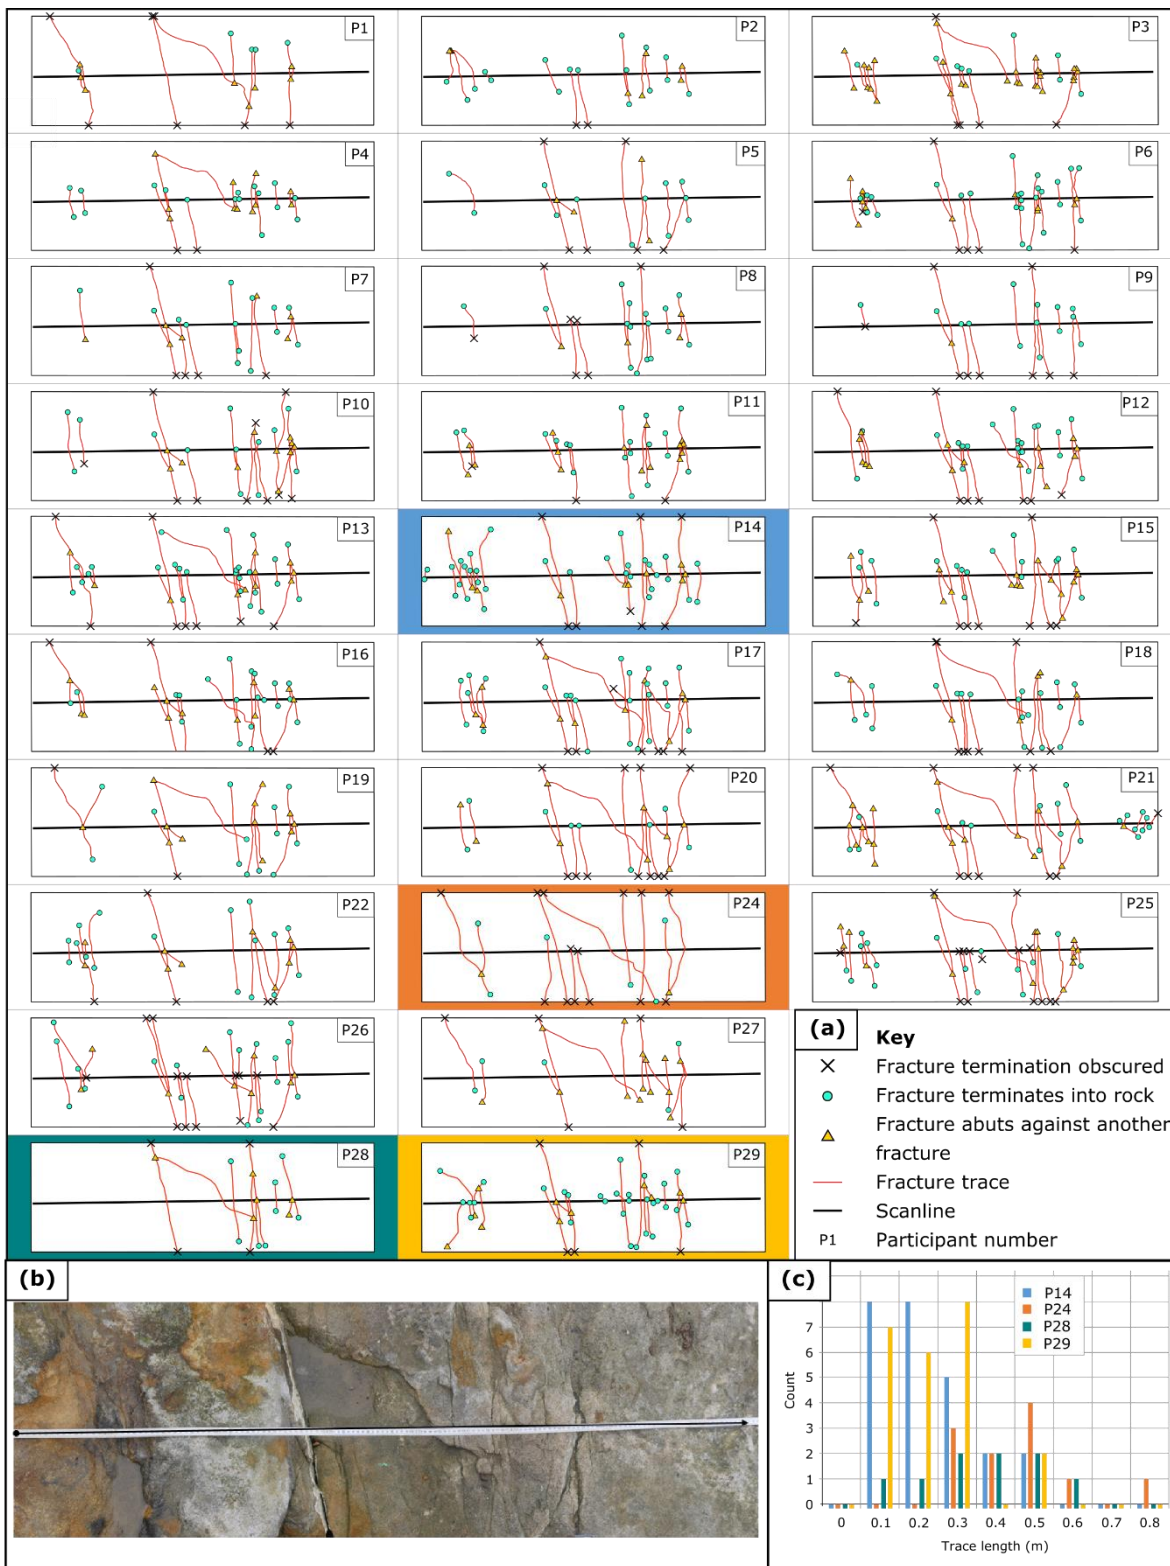 P1
P2
P3
P4
P5
P6
P7
P8
P9
P10
P11
P12
P13
P14
P15
P16
P17
P18
P19
P20
P21
P22
P24
P25
P26
P27
P28
P29
(a) Key
Fracture termination obscured
Fracture terminates into rock
Fracture abuts against another
fracture
Fracture trace
Scanline
P1 Participant number
(b)
(c)
P14
P24
P28
P29
7
6
5
4
3
2
1
0
Count
0 0.1 0.2 0.3 0.4 0.5 0.6 0.7 0.8
Trace length (m)